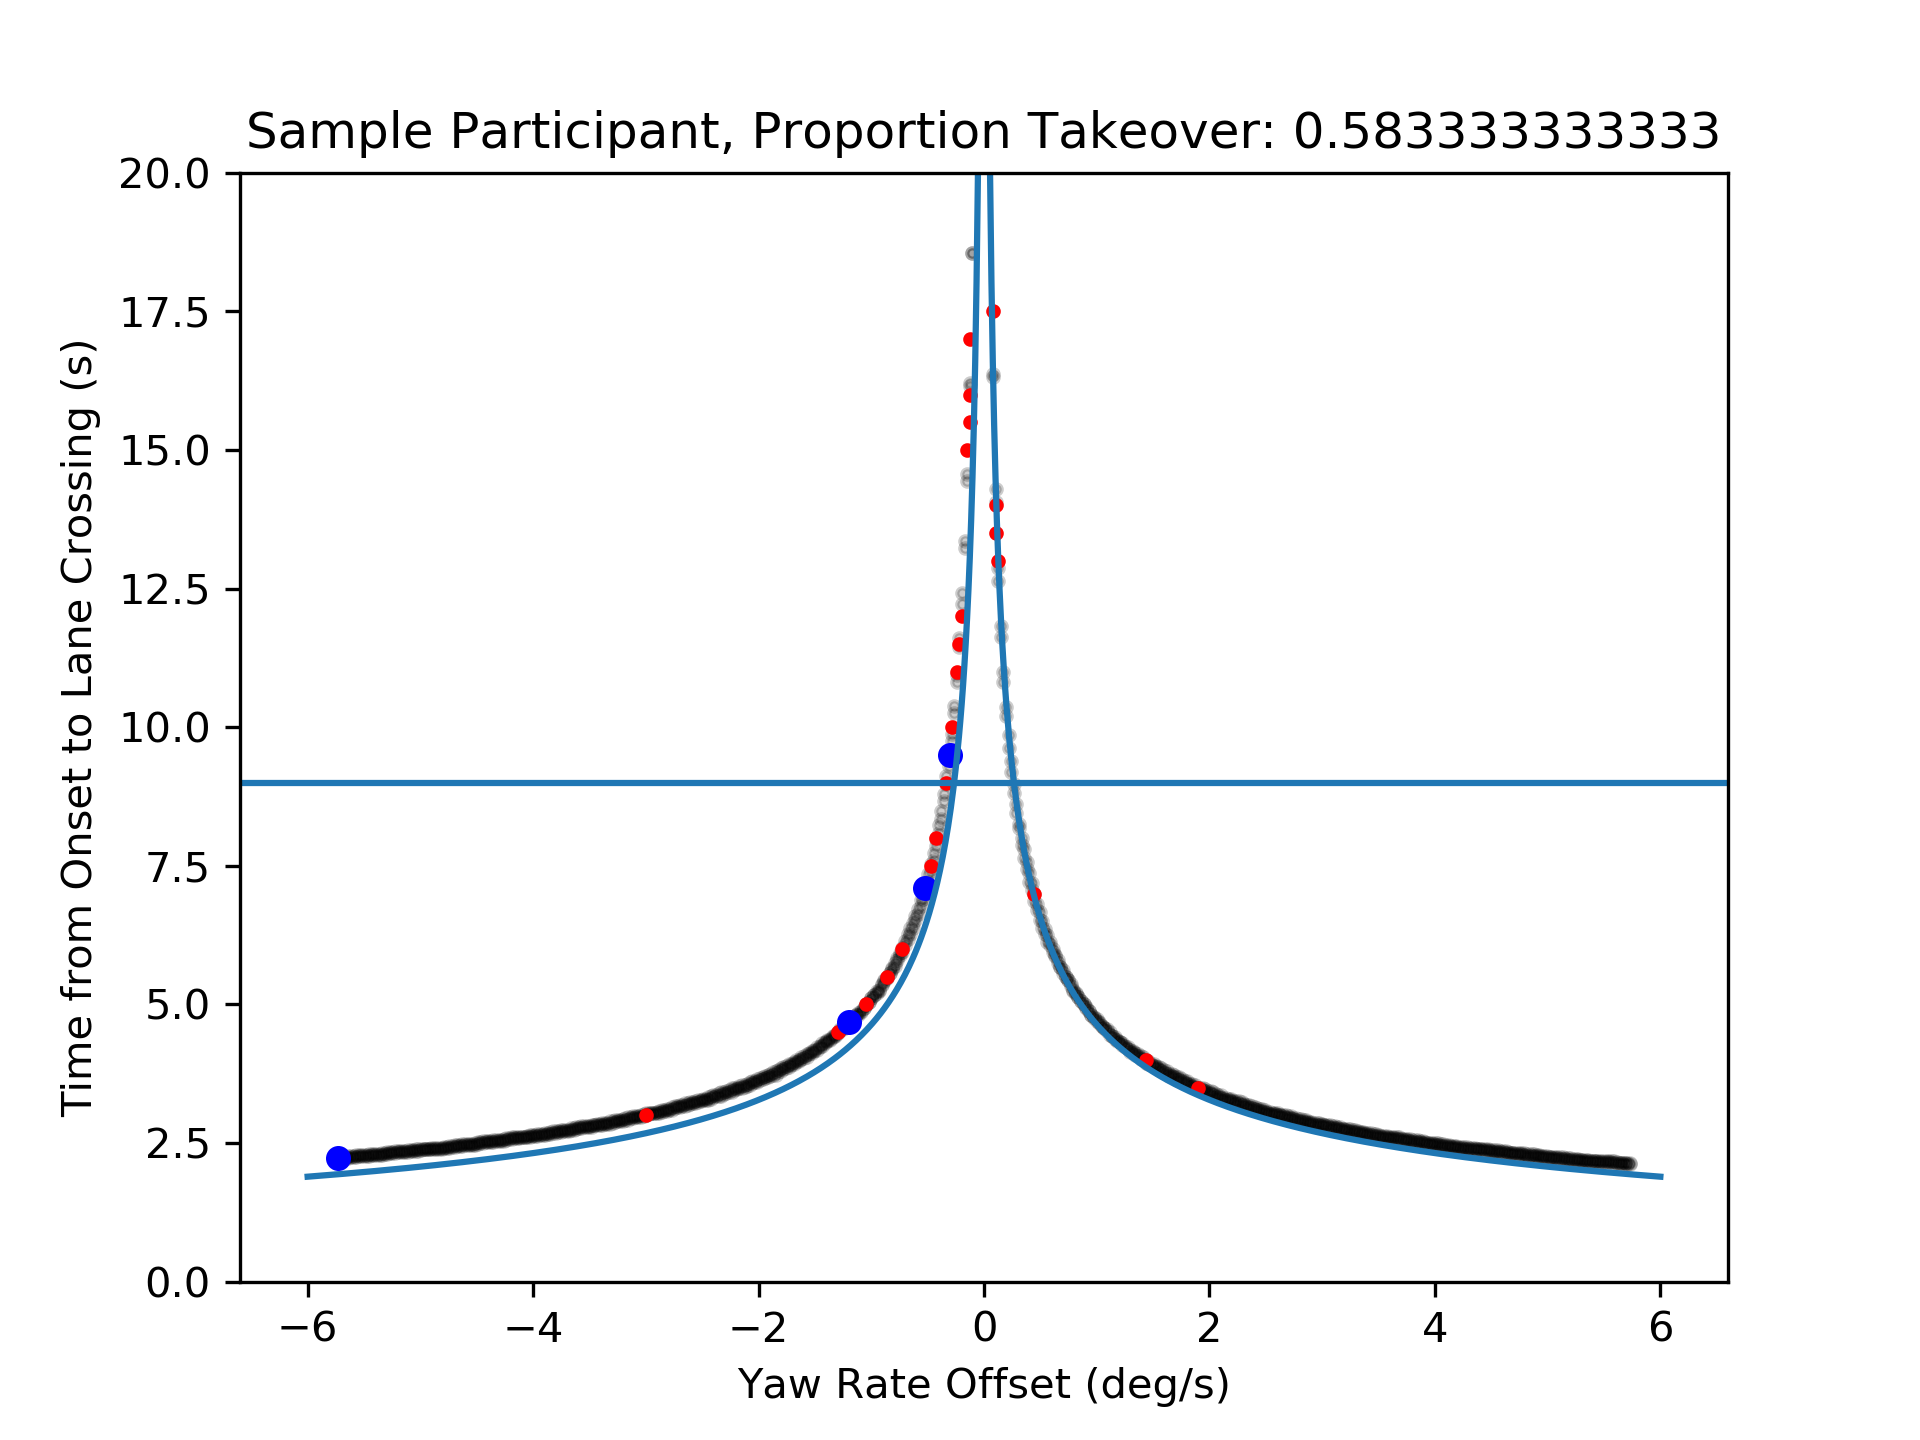 Sample Participant, Proportion Takeover: 0.583333333333
Time from Onset to Lane Crossing (s)
20.0
17.5
15.0
12.5
10.0
7.5
5.0
2.5
0.0
−6 −4 −2 0 2 4 6
Yaw Rate Offset (deg/s)